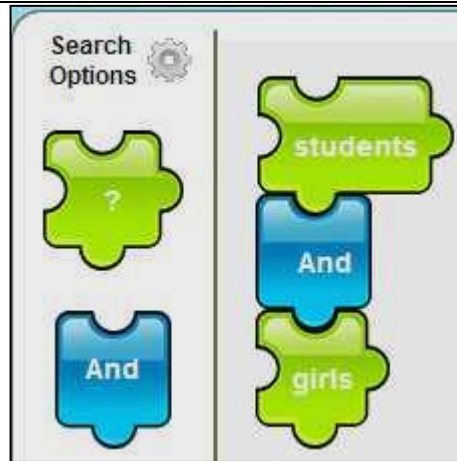 Search
Options
?
And
students
And
girls